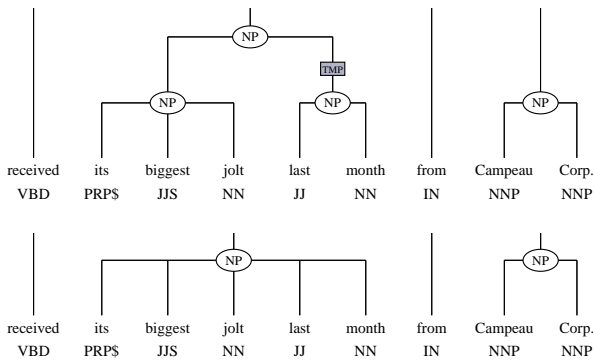 NP
TMP
NP NP NP
received its biggest jolt last month from Campeau Corp.
VBD PRP$ JJS NN JJ NN IN NNP NNP
NP NP
received its biggest jolt last month from Campeau Corp.
VBD PRP$ JJS NN JJ NN IN NNP NNP